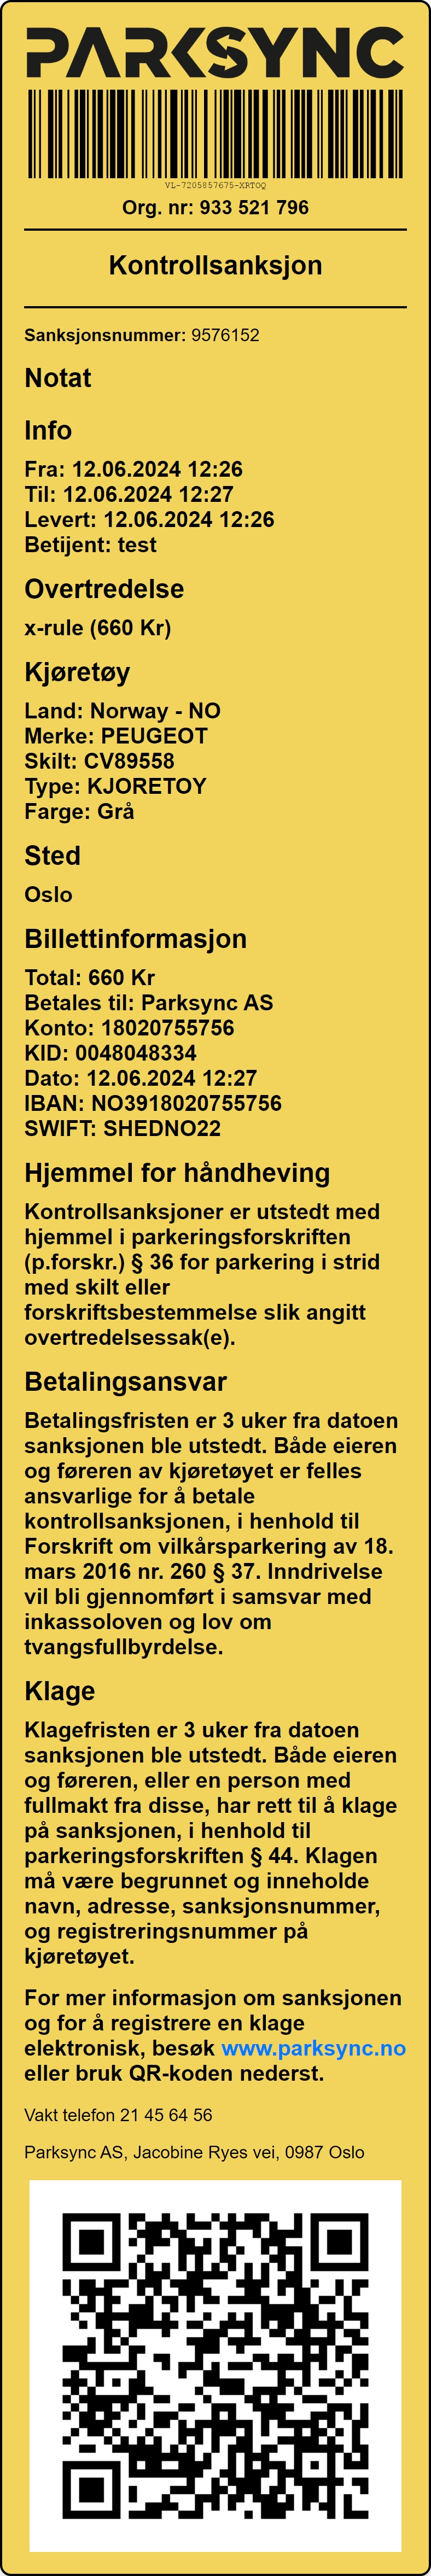 PARKSYNC
VL-7205857675-XRTOQ
Org. nr: 933 521 796
Kontrollsanksjon
Sanksjonsnummer: 9576152
Notat
Info
Fra: 12.06.2024 12:26
Til: 12.06.2024 12:27
Levert: 12.06.2024 12:26
Betijent: test
Overtredelse
x-rule (660 Kr)
Kjøretøy
Land: Norway - NO
Merke: PEUGEOT
Skilt: CV89558
Type: KJORETOY
Farge: Grå
Sted
Oslo
Billettinformasjon
Total: 660 Kr
Betales til: Parksync AS
Konto: 18020755756
KID: 0048048334
Dato: 12.06.2024 12:27
IBAN: NO3918020755756
SWIFT: SHEDNO22
Hjemmel for håndheving
Kontrollsanksjoner er utstedt med
hjemmel i parkeringsforskriften
(p.forskr.) § 36 for parkering i strid
med skilt eller
forskriftsbestemmelse slik angitt
overtredelsessak(e).
Betalingsansvar
Betalingsfristen er 3 uker fra datoen
sanksjonen ble utstedt. Både eieren
og føreren av kjøretøyet er felles
ansvarlige for å betale
kontrollsanksjonen, i henhold til
Forskrift om vilkårsparkering av 18.
mars 2016 nr. 260 § 37. Inndrivelse
vil bli gjennomført i samsvar med
inkassoloven og lov om
tvangsfullbyrdelse.
Klage
Klagefristen er 3 uker fra datoen
sanksjonen ble utstedt. Både eieren
og føreren, eller en person med
fullmakt fra disse, har rett til å klage
på sanksjonen, i henhold til
parkeringsforskriften § 44. Klagen
må være begrunnet og inneholde
navn, adresse, sanksjonsnummer,
og registreringsnummer på
kjøretøyet.
For mer informasjon om sanksjonen
og for å registrere en klage
elektronisk, besøk www.parksync.no
eller bruk QR-koden nederst.
Vakt telefon 21 45 64 56
Parksync AS, Jacobine Ryes vei, 0987 Oslo